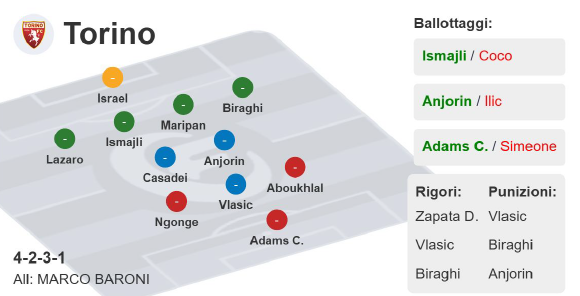 TORINO FC
Torino
Israel
Biraghi
Maripan
Ismajli
Lazaro
Anjorin
Casadei
Aboukhlal
Vlasic
Ngonge
Adams C.
4-2-3-1
All: MARCO BARONI
Ballottaggi:
Ismajli / Coco
Anjorin / Ilic
Adams C. / Simeone
Rigori: Punizioni:
Zapata D. Vlasic
Vlasic Biraghi
Biraghi Anjorin